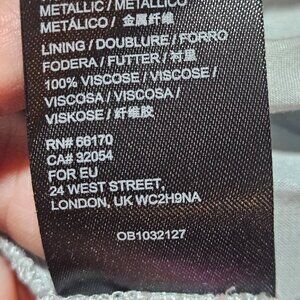 METALLIC / METALLICO /
METÁLICO / 金属纤维
LINING / DOUBLURE / FORRO
FODERA / FUTTER / 衬里
100% VISCOSE / VISCOSE /
VISCOSA / VISCOSA /
VISKOSE / 纤维胶
RN# 66170
CA# 32054
FOR EU
24 WEST STREET,
LONDON, UK WC2H9NA
OB1032127